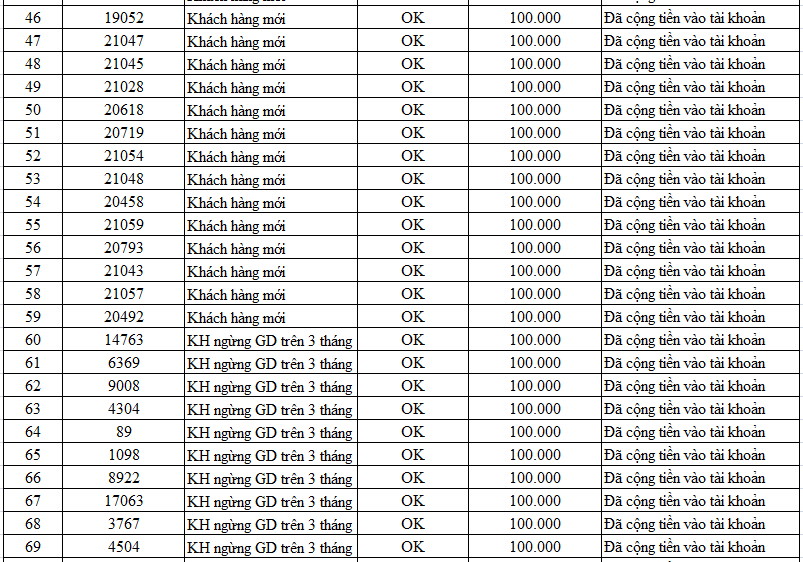 46 19052 Khách hàng mới OK 100.000 Đã cộng tiền vào tài khoản
47 21047 Khách hàng mới OK 100.000 Đã cộng tiền vào tài khoản
48 21045 Khách hàng mới OK 100.000 Đã cộng tiền vào tài khoản
49 21028 Khách hàng mới OK 100.000 Đã cộng tiền vào tài khoản
50 20618 Khách hàng mới OK 100.000 Đã cộng tiền vào tài khoản
51 20719 Khách hàng mới OK 100.000 Đã cộng tiền vào tài khoản
52 21054 Khách hàng mới OK 100.000 Đã cộng tiền vào tài khoản
53 21048 Khách hàng mới OK 100.000 Đã cộng tiền vào tài khoản
54 20458 Khách hàng mới OK 100.000 Đã cộng tiền vào tài khoản
55 21059 Khách hàng mới OK 100.000 Đã cộng tiền vào tài khoản
56 20793 Khách hàng mới OK 100.000 Đã cộng tiền vào tài khoản
57 21043 Khách hàng mới OK 100.000 Đã cộng tiền vào tài khoản
58 21057 Khách hàng mới OK 100.000 Đã cộng tiền vào tài khoản
59 20492 Khách hàng mới OK 100.000 Đã cộng tiền vào tài khoản
60 14763 KH ngừng GD trên 3 tháng OK 100.000 Đã cộng tiền vào tài khoản
61 6369 KH ngừng GD trên 3 tháng OK 100.000 Đã cộng tiền vào tài khoản
62 9008 KH ngừng GD trên 3 tháng OK 100.000 Đã cộng tiền vào tài khoản
63 4304 KH ngừng GD trên 3 tháng OK 100.000 Đã cộng tiền vào tài khoản
64 89 KH ngừng GD trên 3 tháng OK 100.000 Đã cộng tiền vào tài khoản
65 1098 KH ngừng GD trên 3 tháng OK 100.000 Đã cộng tiền vào tài khoản
66 8922 KH ngừng GD trên 3 tháng OK 100.000 Đã cộng tiền vào tài khoản
67 17063 KH ngừng GD trên 3 tháng OK 100.000 Đã cộng tiền vào tài khoản
68 3767 KH ngừng GD trên 3 tháng OK 100.000 Đã cộng tiền vào tài khoản
69 4504 KH ngừng GD trên 3 tháng OK 100.000 Đã cộng tiền vào tài khoản